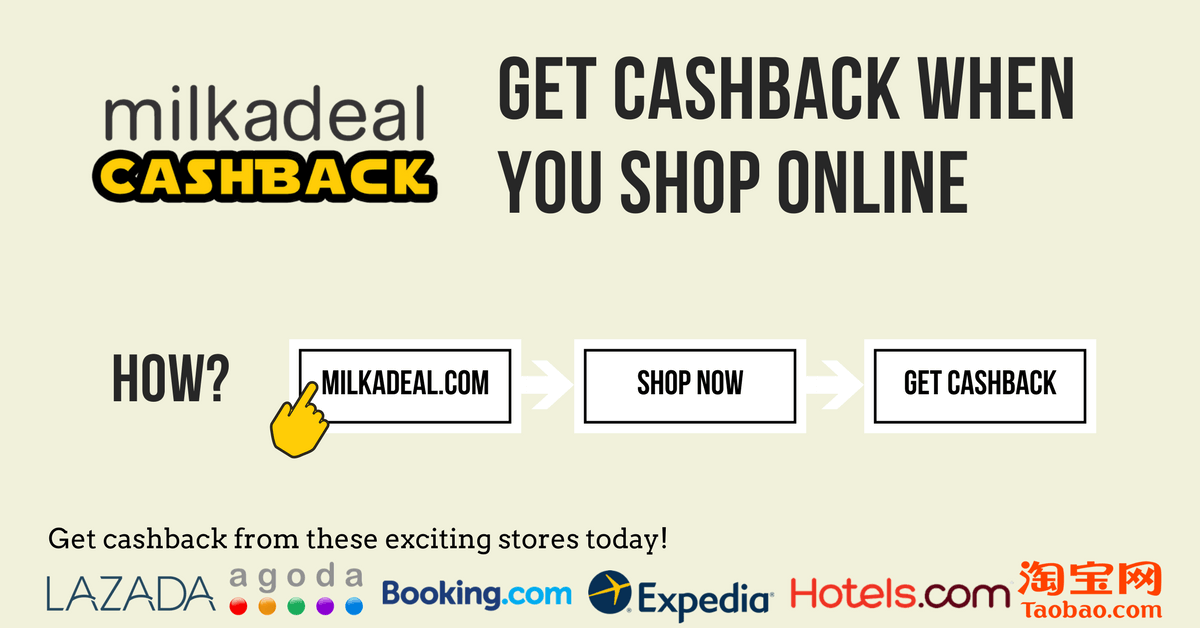 milkadeal
CASHBACK
GET CASHBACK WHEN
YOU SHOP ONLINE
HOW?
MILKADEAL.COM
SHOP NOW
GET CASHBACK
Get cashback from these exciting stores today!
LAZADA
agoda
Booking.com
Expedia®
Hotels.com
淘宝网
Taobao.com